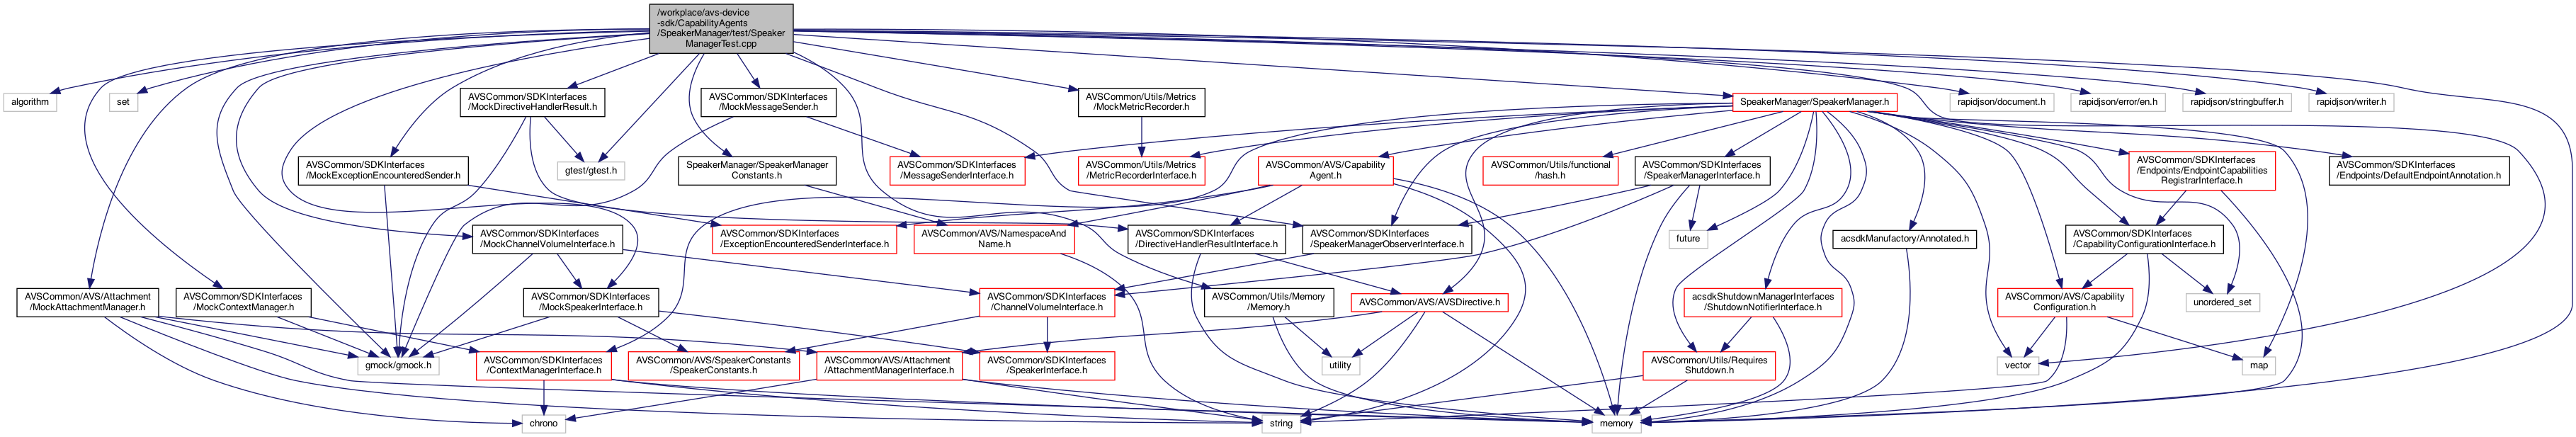 /workplace/avs-device
-sdk/CapabilityAgents
/SpeakerManager/test/Speaker
ManagerTest.cpp
algorithm
set
AVSCommon/SDKInterfaces
/MockDirectiveHandlerResult.h
AVSCommon/SDKInterfaces
/MockMessageSender.h
AVSCommon/Utils/Metrics
/MockMetricRecorder.h
SpeakerManager/SpeakerManager.h
rapidjson/document.h
rapidjson/error/en.h
rapidjson/stringbuffer.h
rapidjson/writer.h
AVSCommon/SDKInterfaces
/MockExceptionEncounteredSender.h
gtest/gtest.h
SpeakerManager/SpeakerManager
Constants.h
AVSCommon/SDKInterfaces
/MessageSenderInterface.h
AVSCommon/Utils/Metrics
/MetricRecorderInterface.h
AVSCommon/AVS/Capability
Agent.h
AVSCommon/Utils/functional
/hash.h
AVSCommon/SDKInterfaces
/SpeakerManagerInterface.h
AVSCommon/SDKInterfaces
/Endpoints/EndpointCapabilities
RegistrarInterface.h
AVSCommon/SDKInterfaces
/Endpoints/DefaultEndpointAnnotation.h
AVSCommon/SDKInterfaces
/MockChannelVolumeInterface.h
AVSCommon/SDKInterfaces
/ExceptionEncounteredSenderInterface.h
AVSCommon/AVS/NamespaceAnd
Name.h
AVSCommon/SDKInterfaces
/DirectiveHandlerResultInterface.h
AVSCommon/SDKInterfaces
/SpeakerManagerObserverInterface.h
future
acsdkManufactory/Annotated.h
AVSCommon/SDKInterfaces
/CapabilityConfigurationInterface.h
AVSCommon/AVS/Attachment
/MockAttachmentManager.h
AVSCommon/SDKInterfaces
/MockContextManager.h
AVSCommon/SDKInterfaces
/MockSpeakerInterface.h
AVSCommon/SDKInterfaces
/ChannelVolumeInterface.h
AVSCommon/Utils/Memory
/Memory.h
AVSCommon/AVS/AVSDirective.h
acsdkShutdownManagerInterfaces
/ShutdownNotifierInterface.h
AVSCommon/AVS/Capability
Configuration.h
unordered_set
gmock/gmock.h
AVSCommon/SDKInterfaces
/ContextManagerInterface.h
AVSCommon/AVS/SpeakerConstants
/SpeakerConstants.h
AVSCommon/AVS/Attachment
/AttachmentManagerInterface.h
AVSCommon/SDKInterfaces
/SpeakerInterface.h
utility
AVSCommon/Utils/Requires
Shutdown.h
vector
map
chrono
string
memory